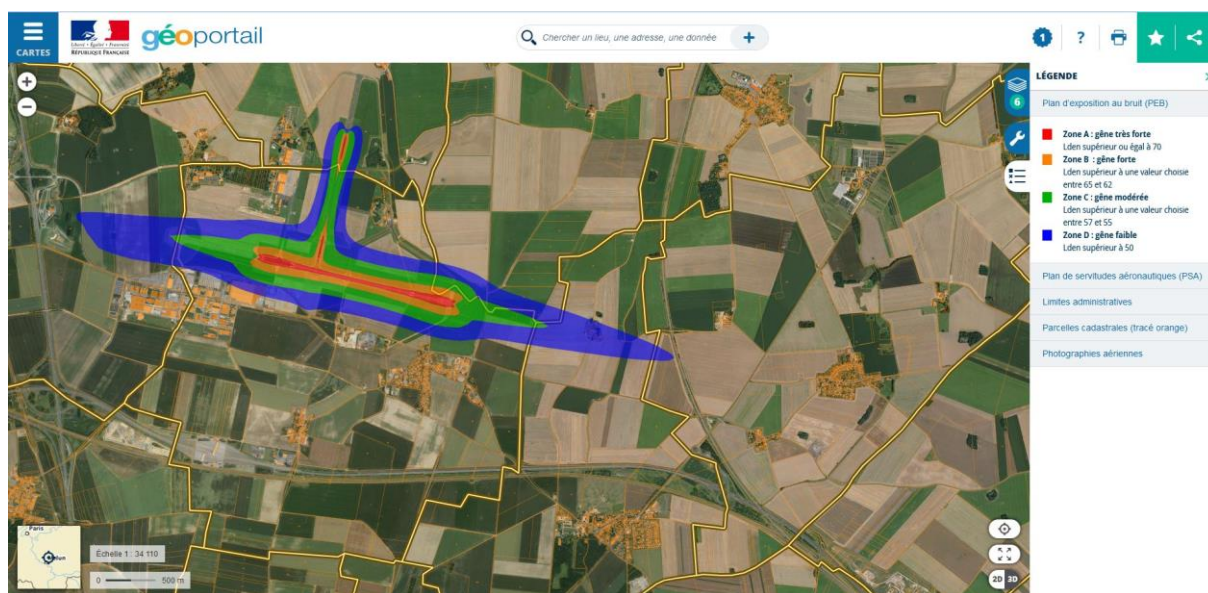 CARTES
Liberté • Égalité • Fraternité
RÉPUBLIQUE FRANÇAISE
géoportail
Chercher un lieu, une adresse, une donnée
1
?
LÉGENDE
6
Plan d'exposition au bruit (PEB)
Zone A : gêne très forte
Lden supérieur ou égal à 70
Zone B : gêne forte
Lden supérieur à une valeur choisie
entre 65 et 62
Zone C : gêne modérée
Lden supérieur à une valeur choisie
entre 57 et 55
Zone D : gêne faible
Lden supérieur à 50
Plan de servitudes aéronautiques (PSA)
Limites administratives
Parcelles cadastrales (tracé orange)
Photographies aériennes
Paris
Échelle 1 : 34 110
0
500 m
2D
3D